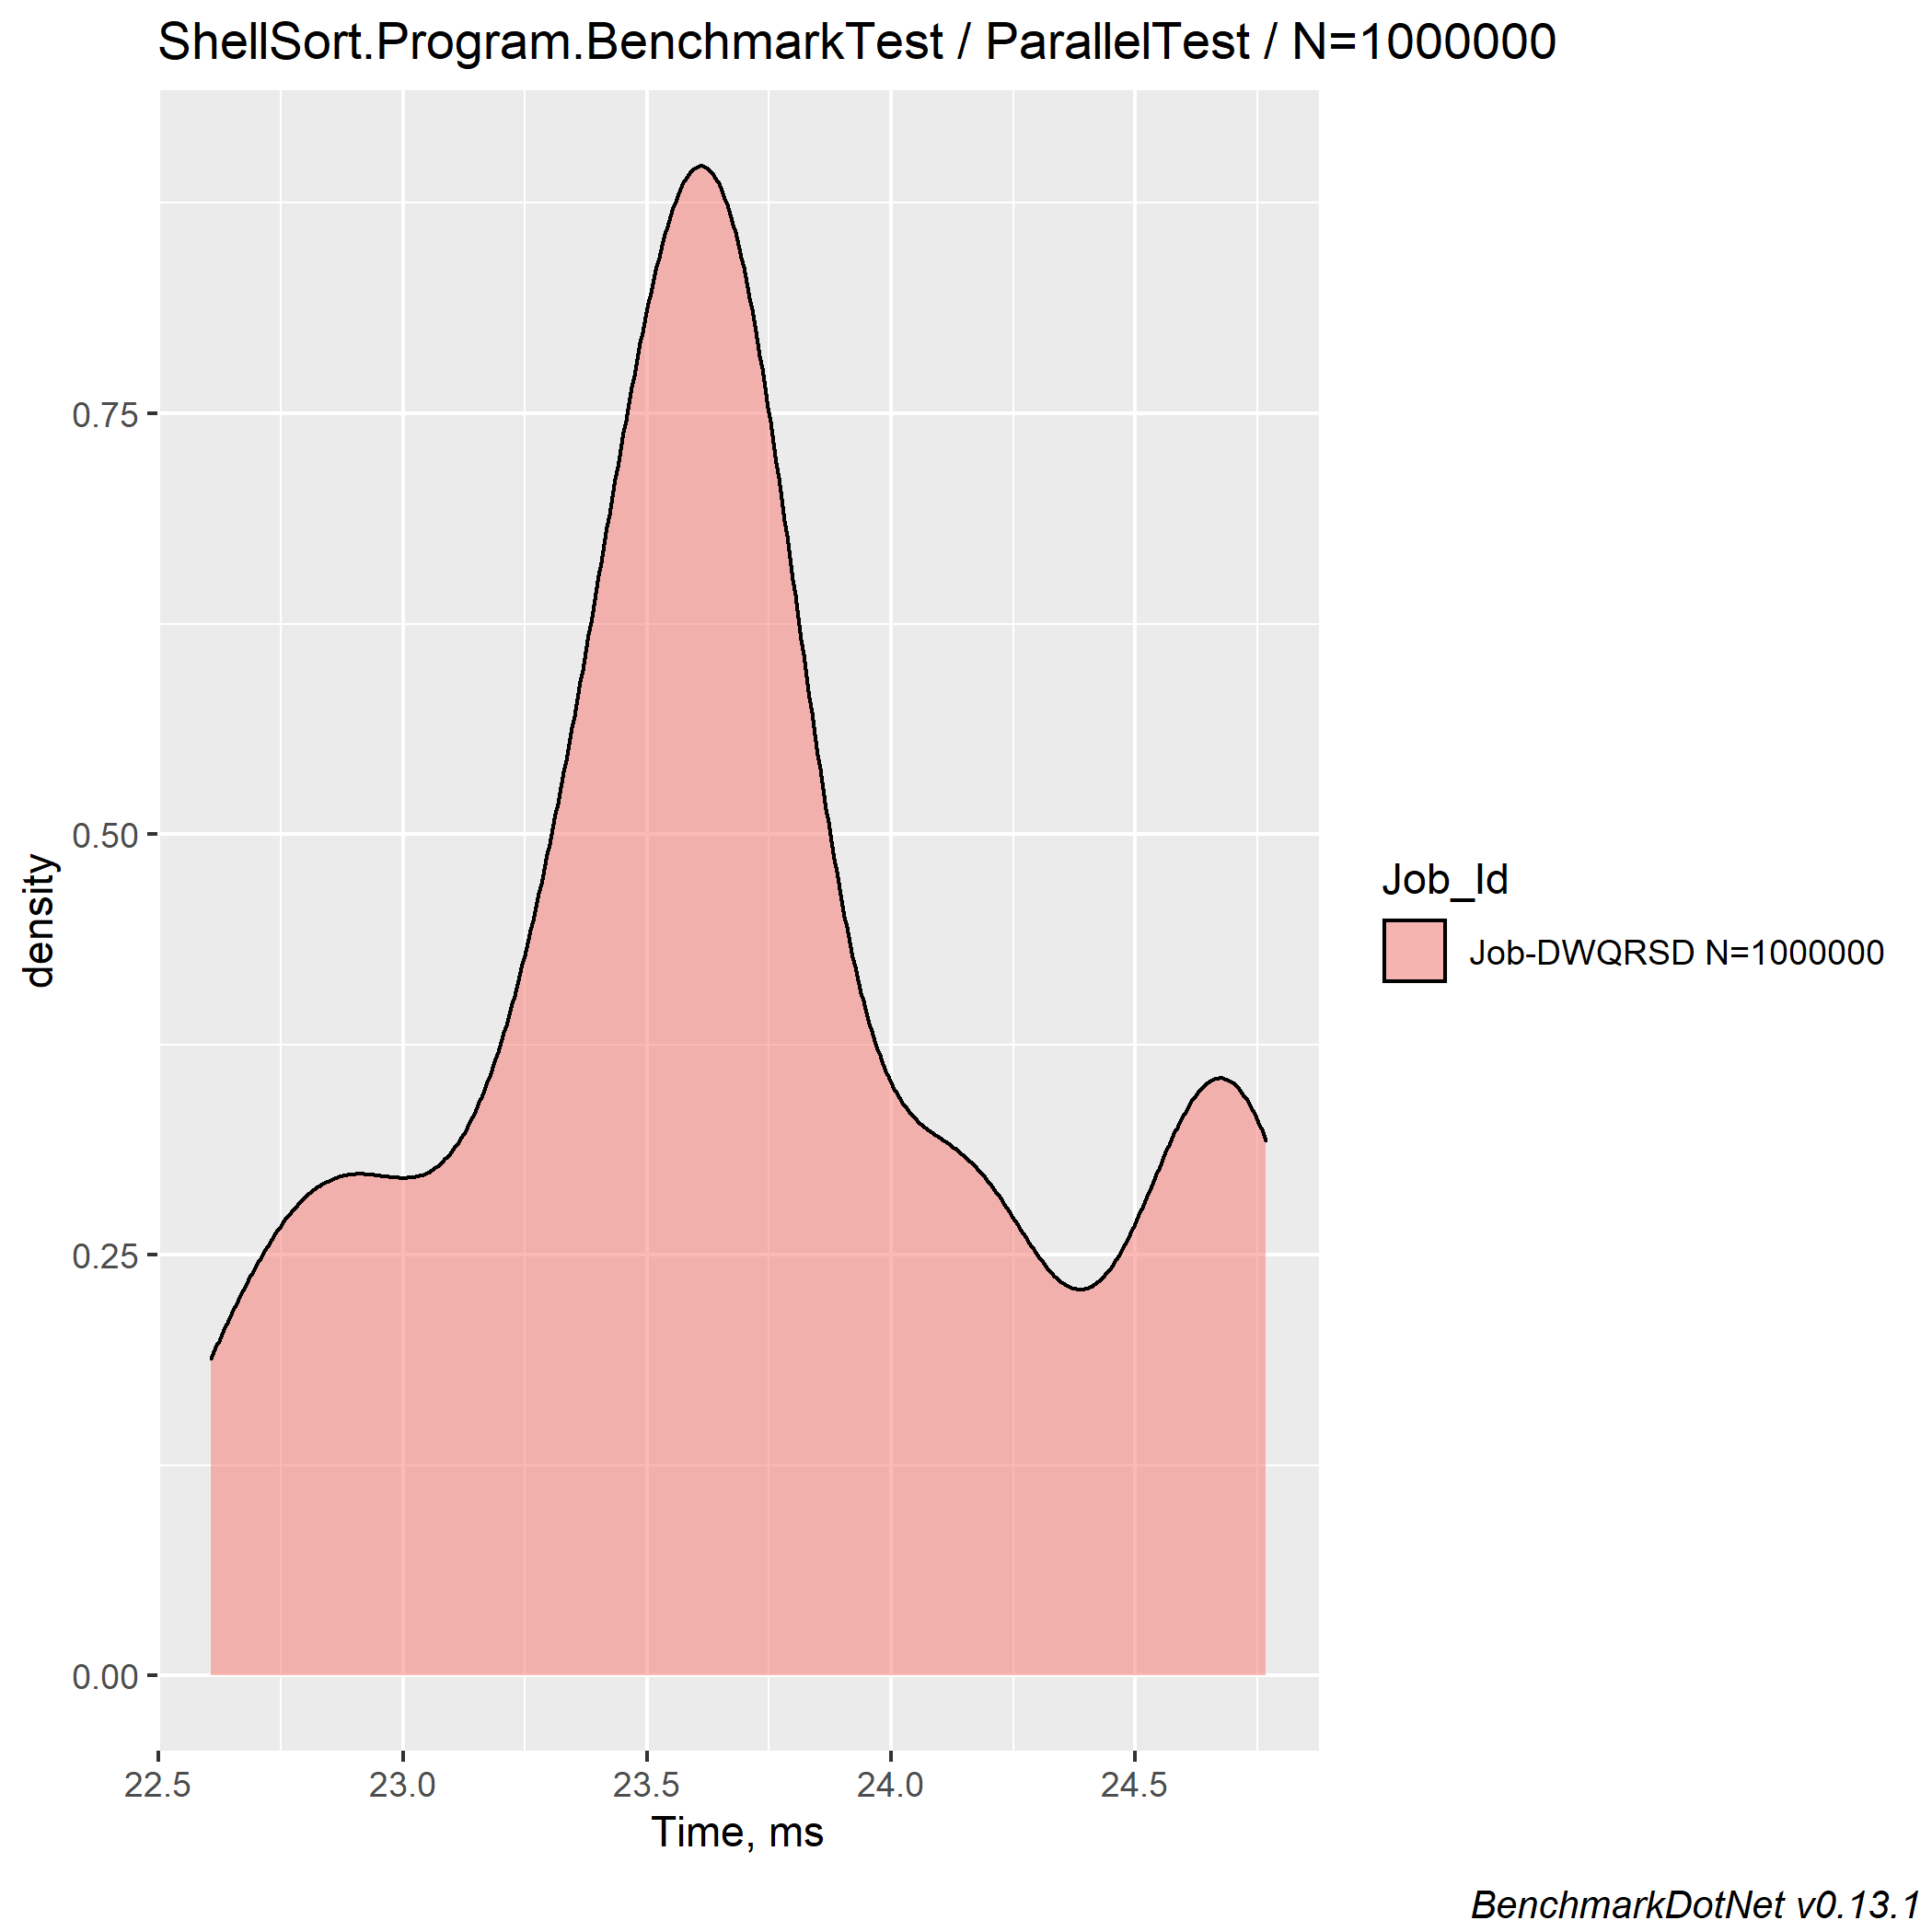 ShellSort.Program.BenchmarkTest / ParallelTest / N=1000000
density
0.75
0.50
0.25
0.00
22.5 23.0 23.5 24.0 24.5
Time, ms
Job_Id
Job-DWQRSD N=1000000
BenchmarkDotNet v0.13.1